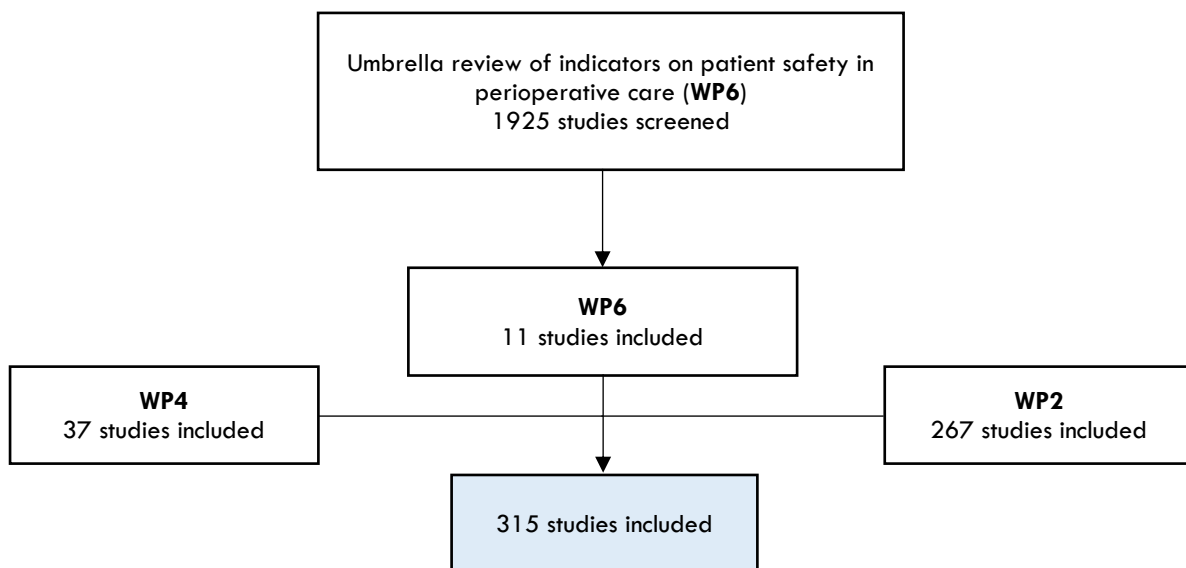 Umbrella review of indicators on patient safety in
perioperative care (WP6)
1925 studies screened
WP6
11 studies included
WP4
37 studies included
WP2
267 studies included
315 studies included